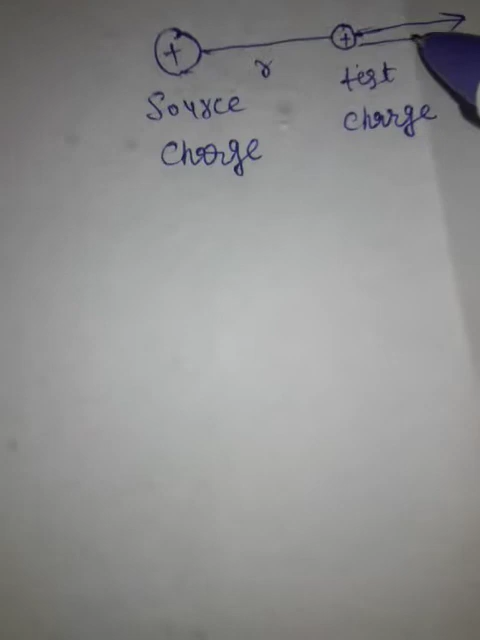 + +
r
test
Source
charge
charge